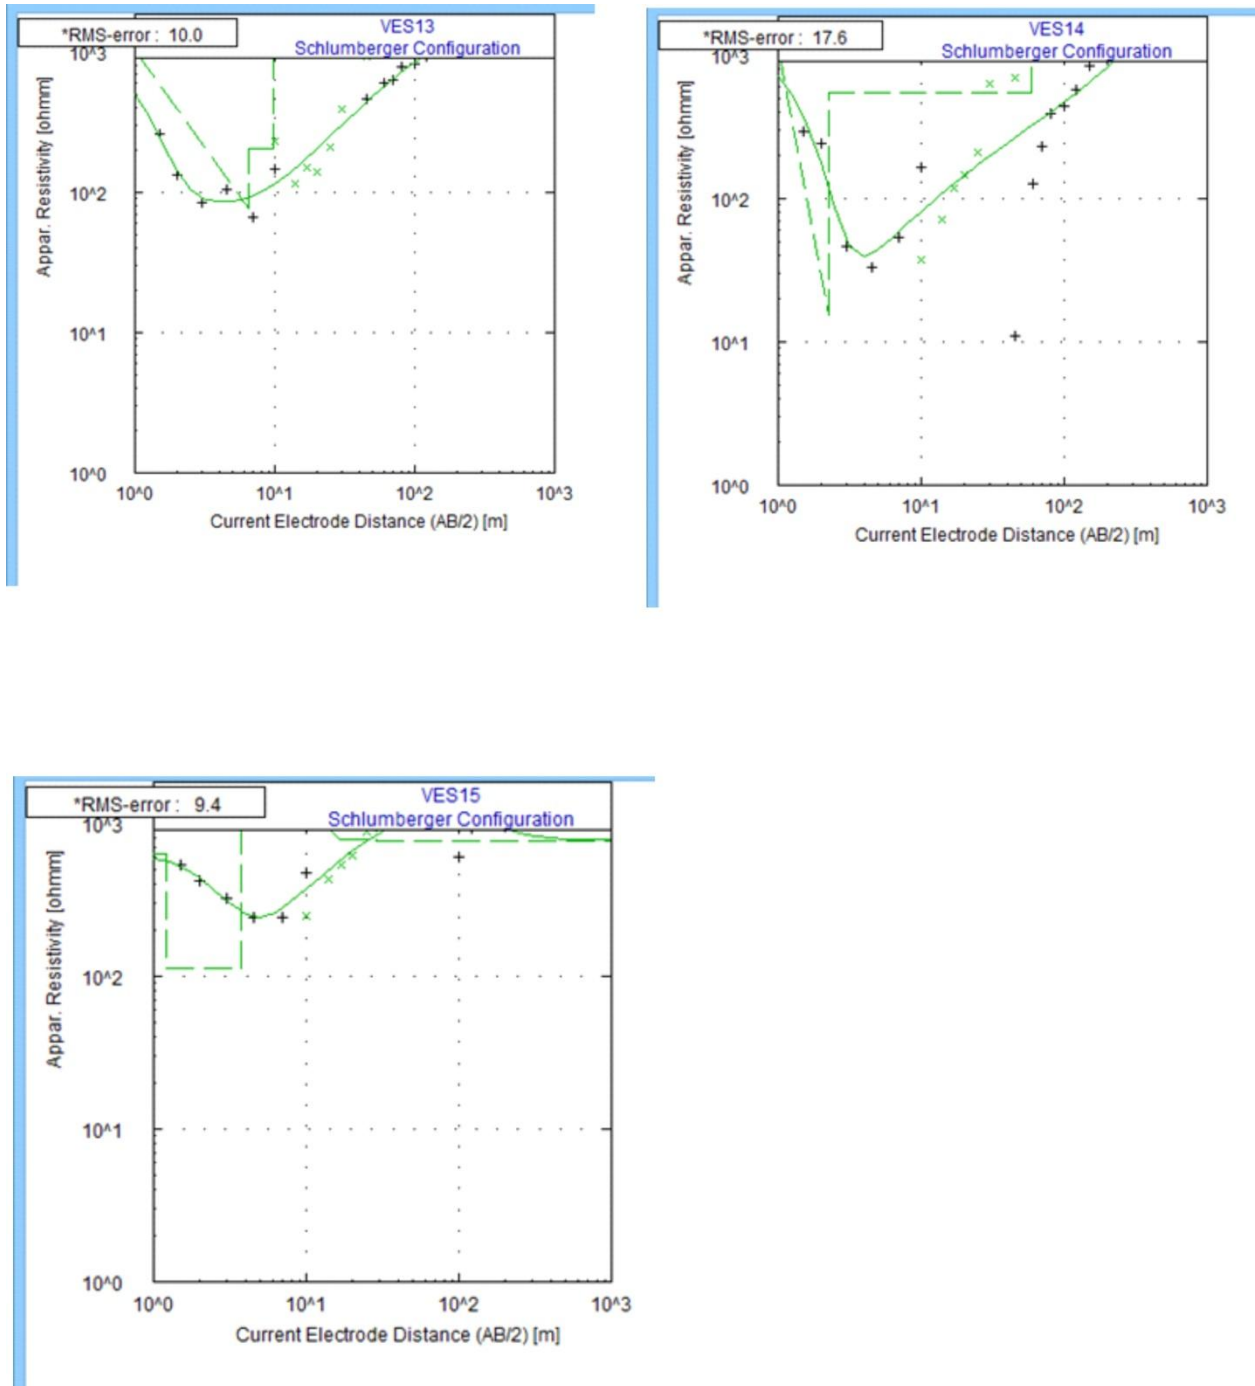 *RMS-error : 10.0
VES13
Schlumberger Configuration
Appar. Resistivity [ohmm]
10^3
10^2
10^1
10^0
10^0 10^1 10^2 10^3
Current Electrode Distance (AB/2) [m]
*RMS-error : 17.6
VES14
Schlumberger Configuration
Appar. Resistivity [ohmm]
10^3
10^2
10^1
10^0
10^0 10^1 10^2 10^3
Current Electrode Distance (AB/2) [m]
*RMS-error : 9.4
VES15
Schlumberger Configuration
Appar. Resistivity [ohmm]
10^3
10^2
10^1
10^0
10^0 10^1 10^2 10^3
Current Electrode Distance (AB/2) [m]